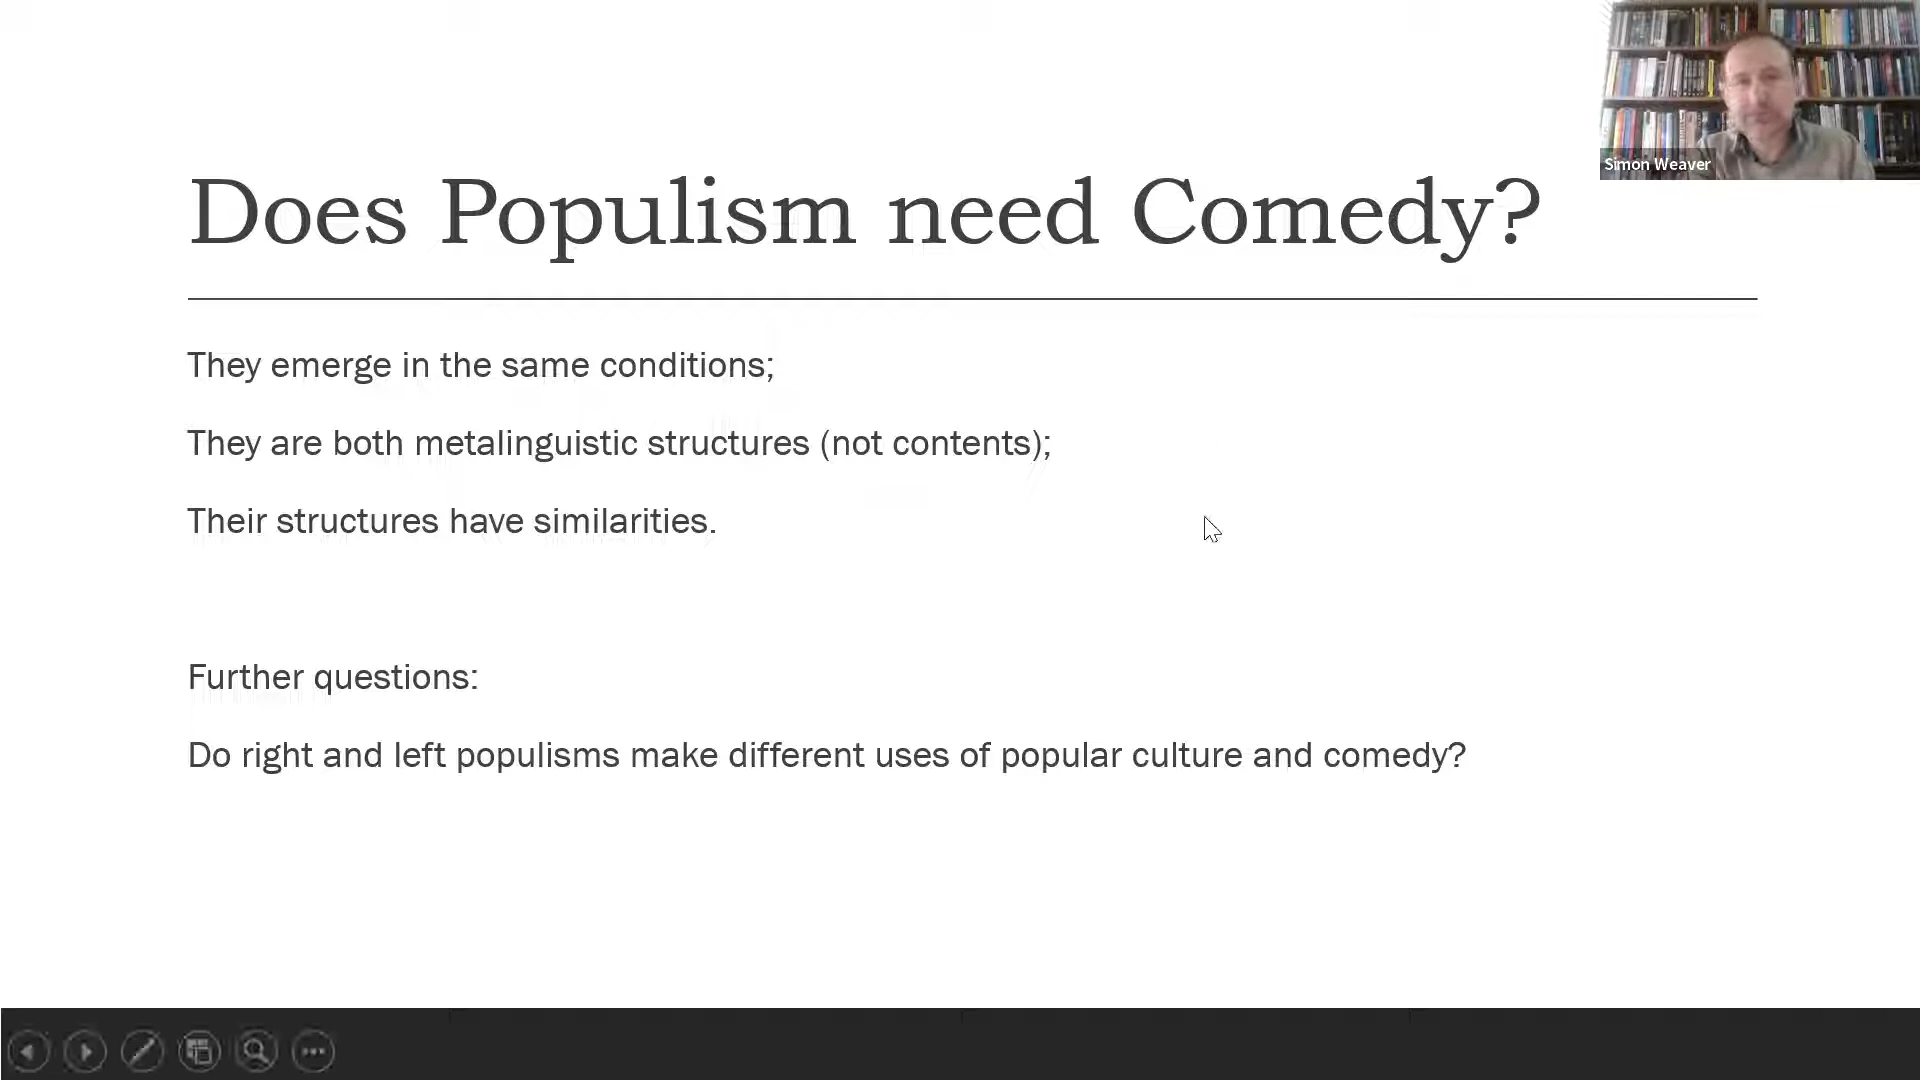 Simon Weaver
Does Populism need Comedy?
They emerge in the same conditions;
They are both metalinguistic structures (not contents);
Their structures have similarities.
Further questions:
Do right and left populisms make different uses of popular culture and comedy?